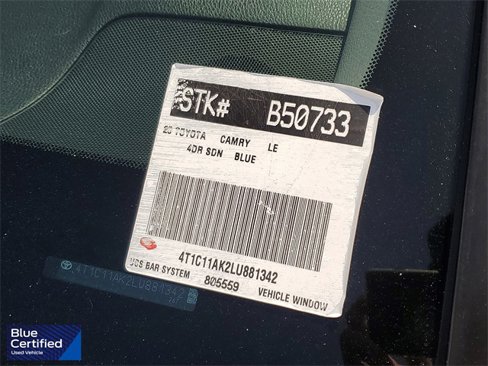 STK# B50733
20 TOYOTA CAMRY LE
4DR SDN BLUE
4T1C11AK2LU881342
UCS BAR SYSTEM 805559 VEHICLE WINDOW
4T1C11AK2LU881342
Blue
Certified
Used Vehicle